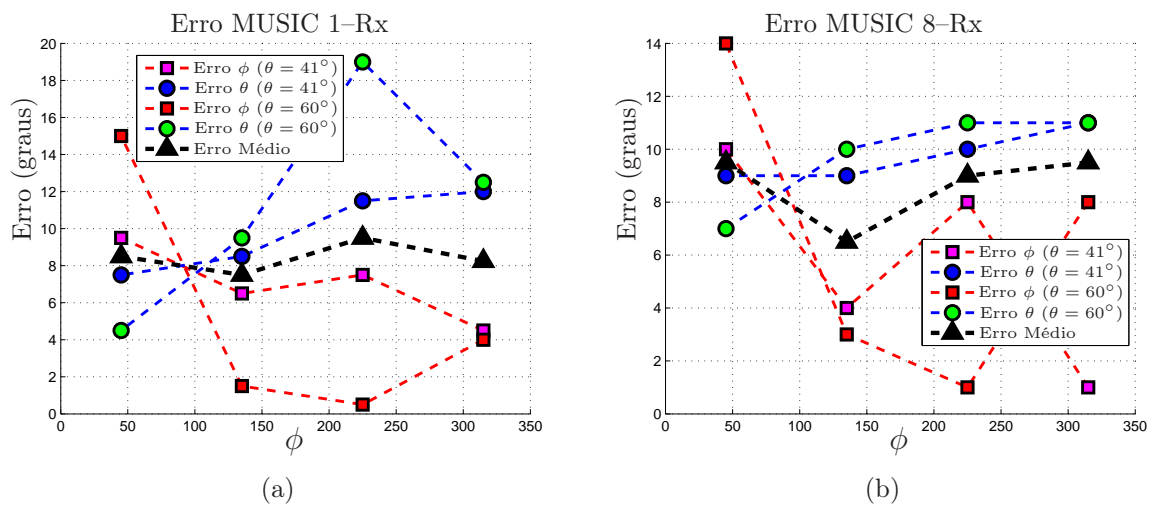 Erro MUSIC 1–Rx
Erro (graus)
20
18
16
14
12
10
8
6
4
2
0
Erro ϕ (θ = 41°)
Erro θ (θ = 41°)
Erro ϕ (θ = 60°)
Erro θ (θ = 60°)
Erro Médio
0 50 100 150 200 250 300 350
ϕ
(a)
Erro MUSIC 8–Rx
Erro (graus)
14
12
10
8
6
4
2
0
Erro ϕ (θ = 41°)
Erro θ (θ = 41°)
Erro ϕ (θ = 60°)
Erro θ (θ = 60°)
Erro Médio
0 50 100 150 200 250 300 350
ϕ
(b)